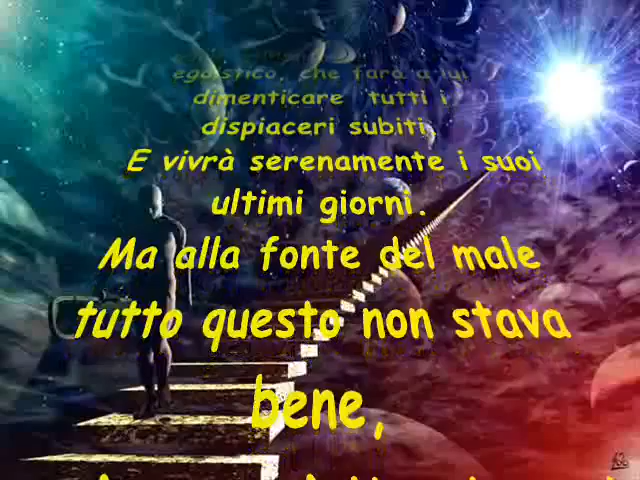 egoistico, che farà a lui
dimenticare tutti i
dispiaceri subiti,
E vivrà serenamente i suoi
ultimi giorni.
Ma alla fonte del male
tutto questo non stava
bene,